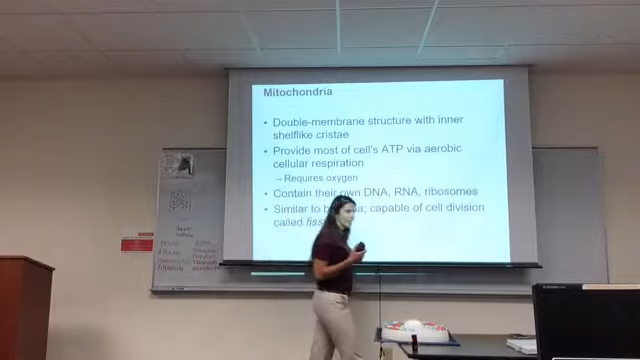 Mitochondria
• Double-membrane structure with inner
shelflike cristae
• Provide most of cell's ATP via aerobic
cellular respiration
– Requires oxygen
• Contain their own DNA, RNA, ribosomes
• Similar to capable of cell division
called